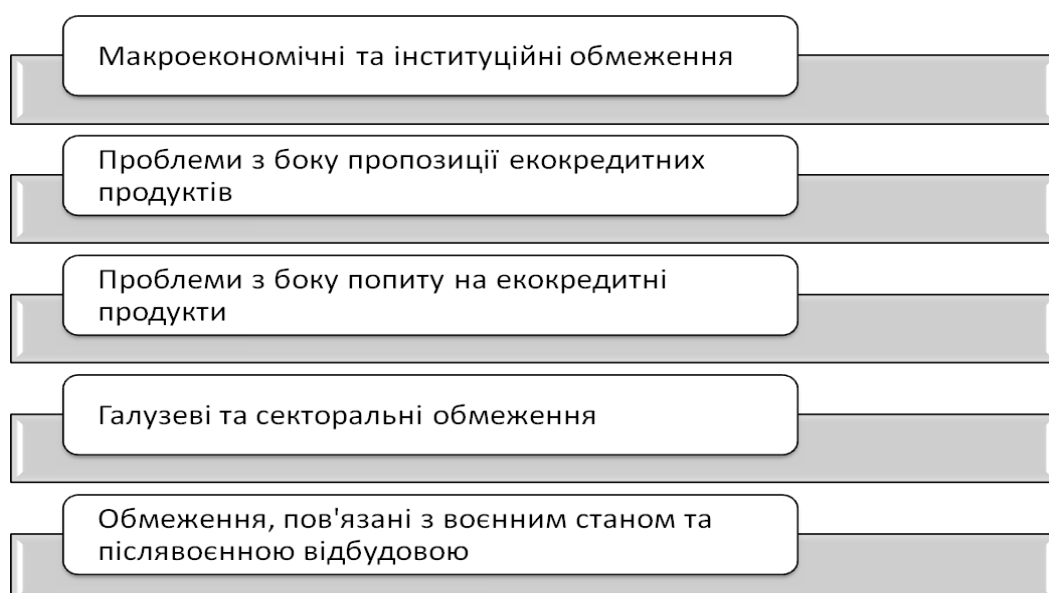 Макроекономічні та інституційні обмеження
Проблеми з боку пропозиції екокредитних
продуктів
Проблеми з боку попиту на екокредитні
продукти
Галузеві та секторальні обмеження
Обмеження, пов'язані з воєнним станом та
післявоєнною відбудовою